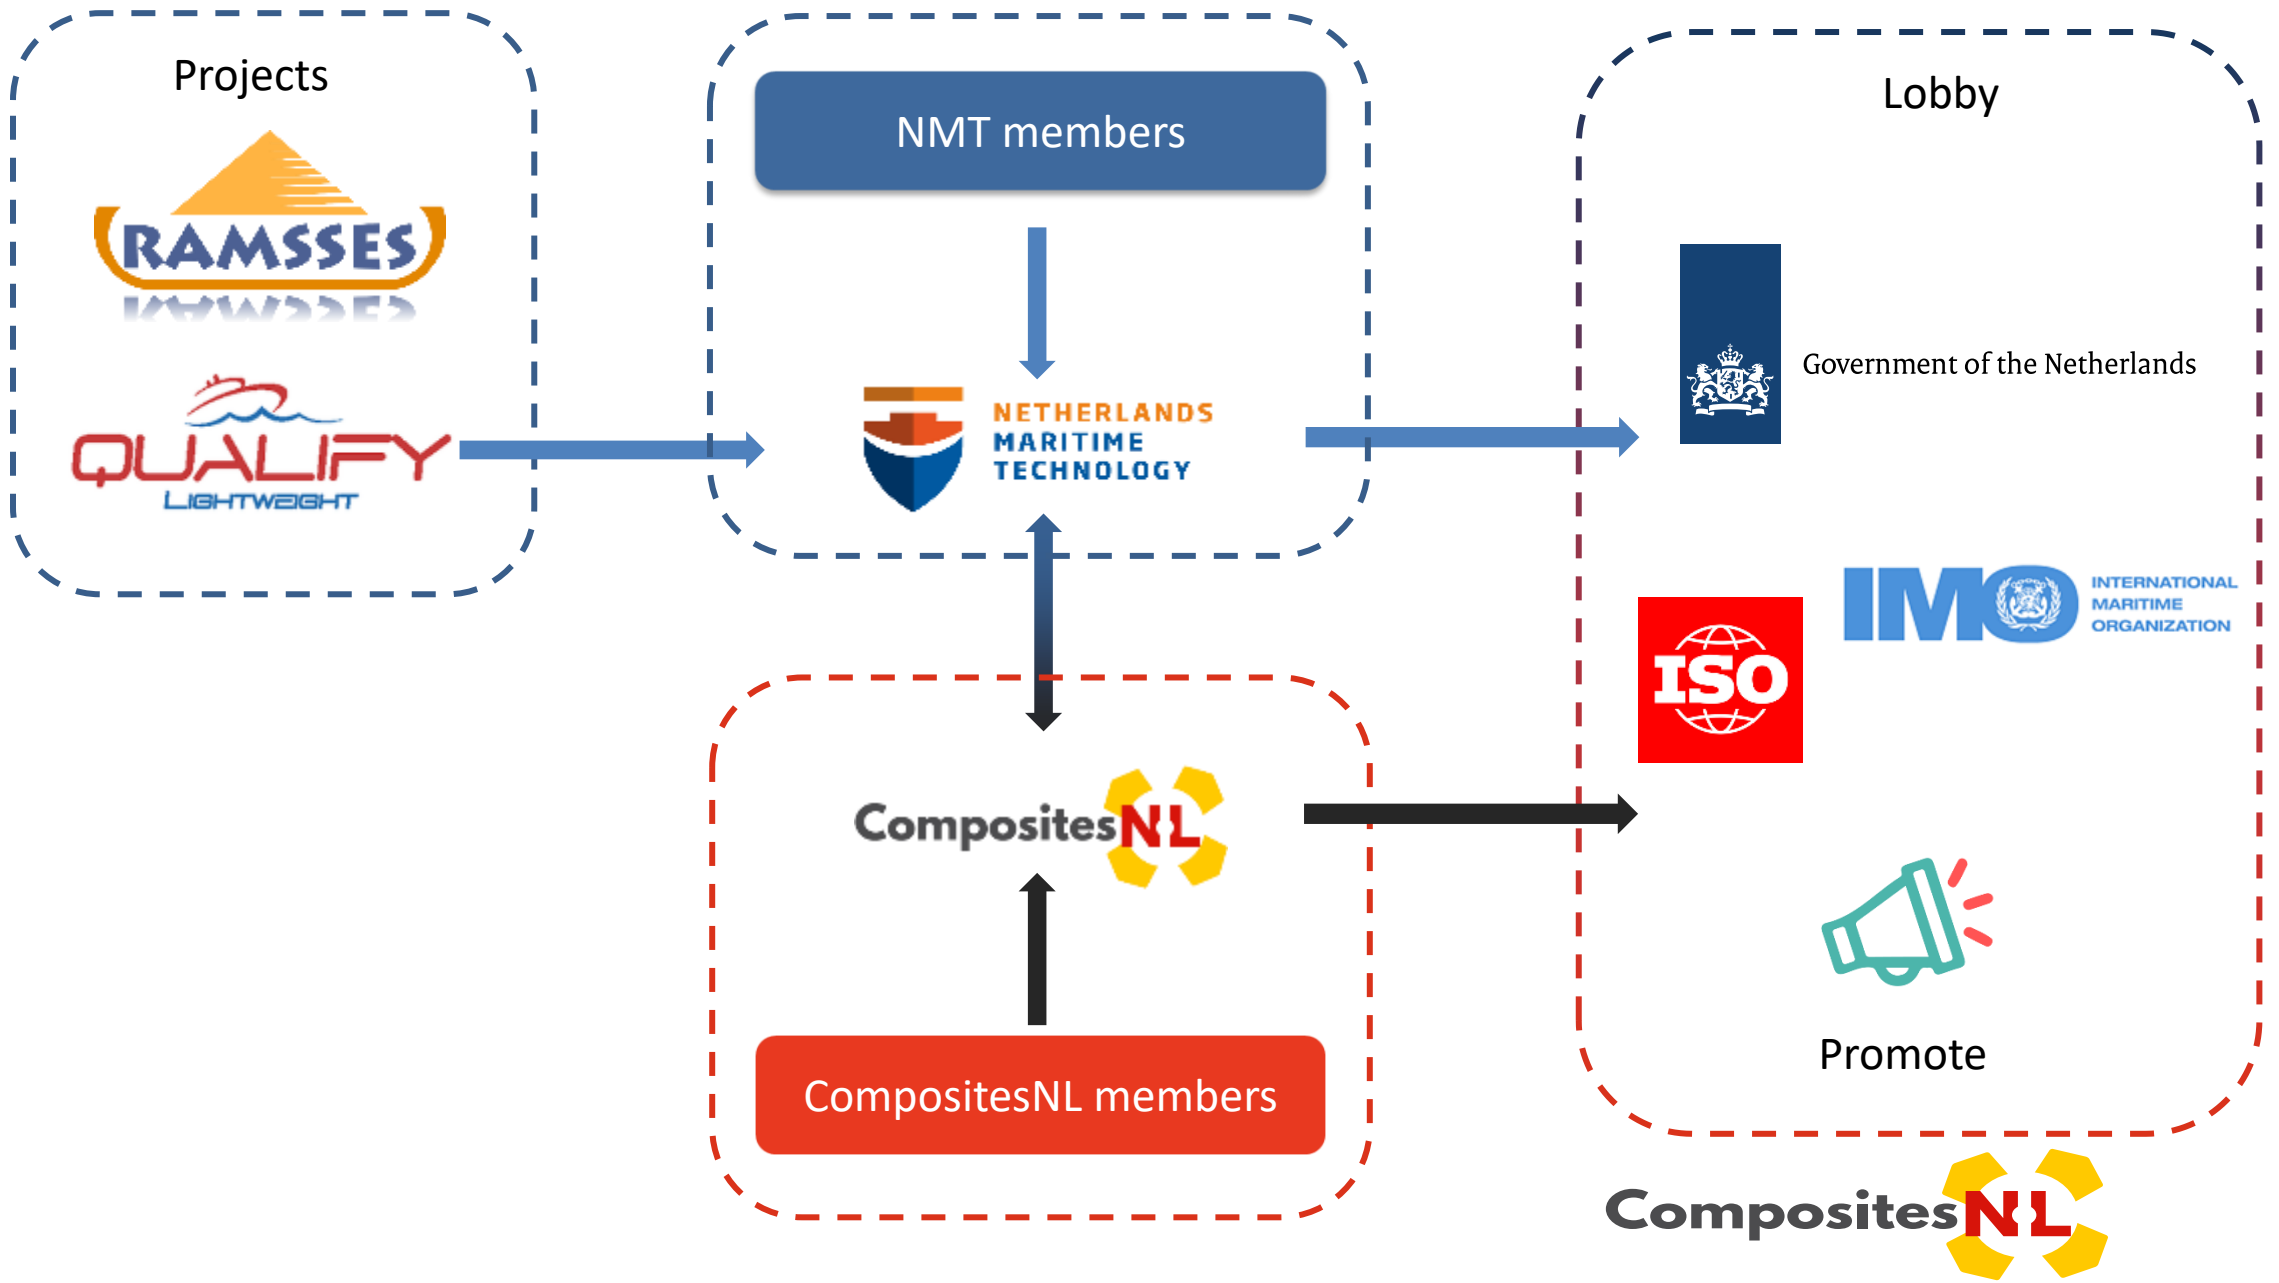 Projects
RAMSSES
QUALIFY
LIGHTWEIGHT
NMT members
NETHERLANDS
MARITIME
TECHNOLOGY
CompositesNL
CompositesNL members
Lobby
Government of the Netherlands
IMO
INTERNATIONAL
MARITIME
ORGANIZATION
ISO
Promote
CompositesNL